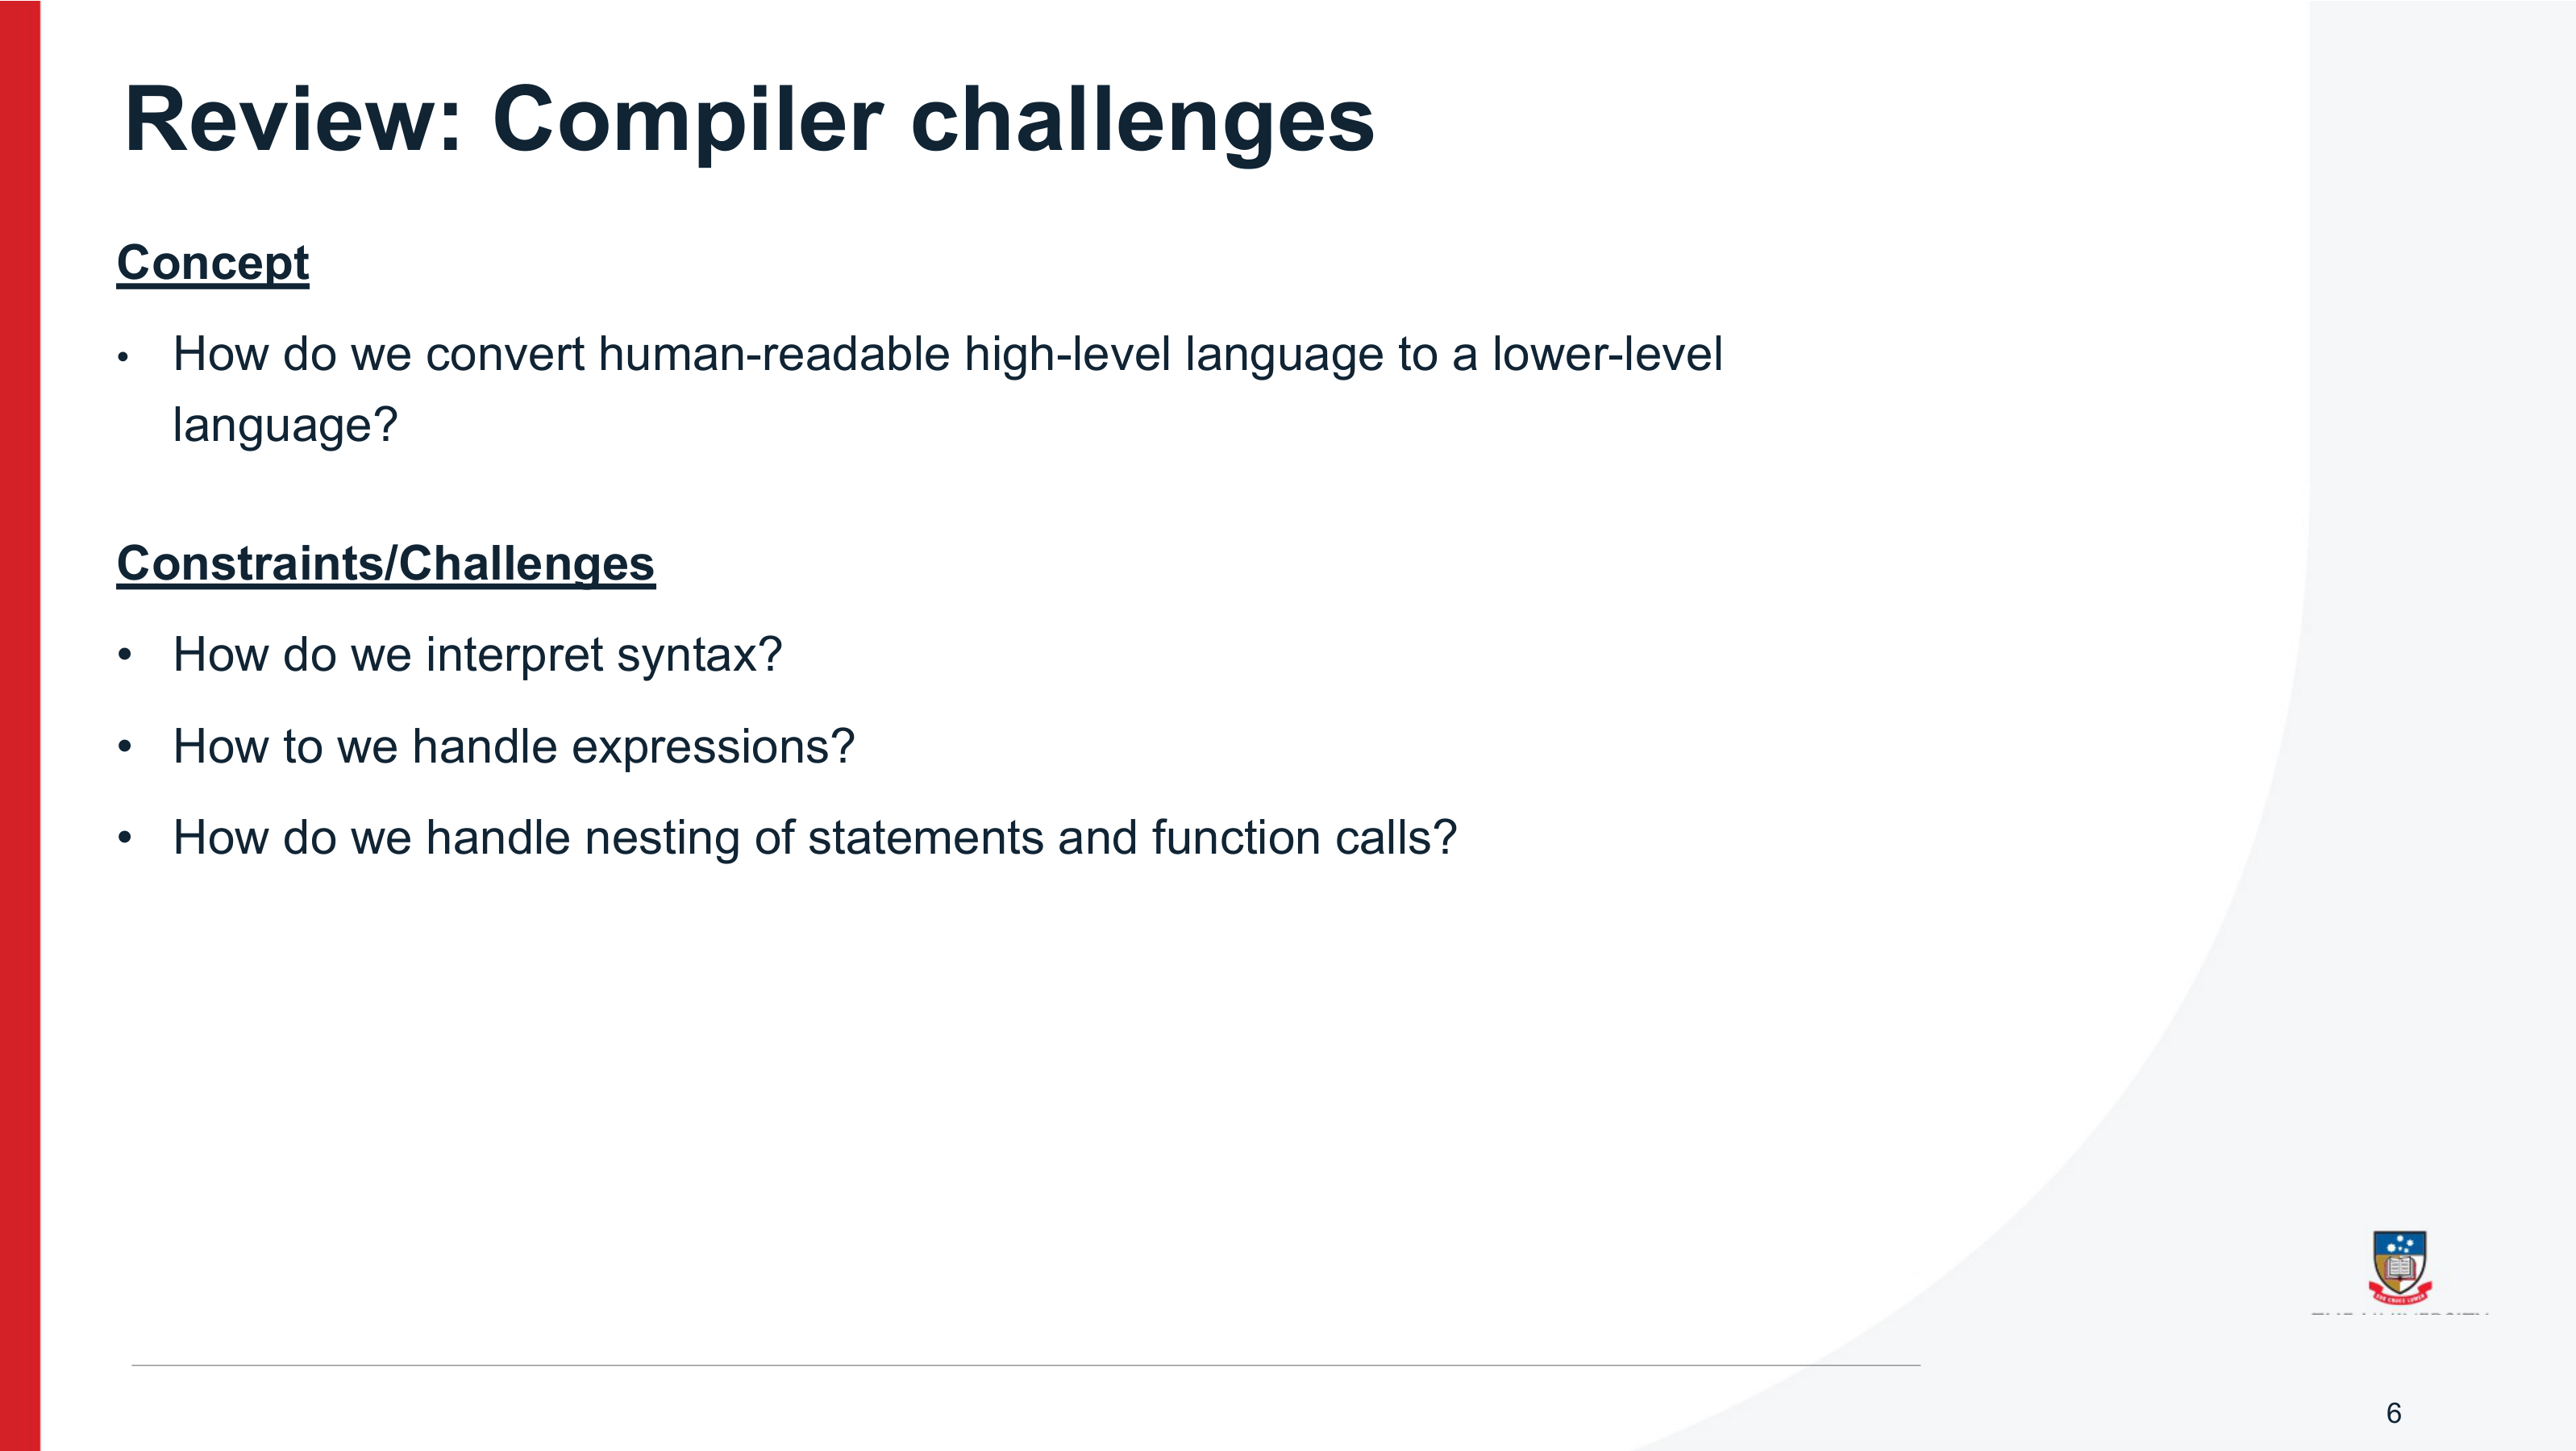 Review: Compiler challenges
Concept
• How do we convert human-readable high-level language to a lower-level
language?
Constraints/Challenges
• How do we interpret syntax?
• How to we handle expressions?
• How do we handle nesting of statements and function calls?
6